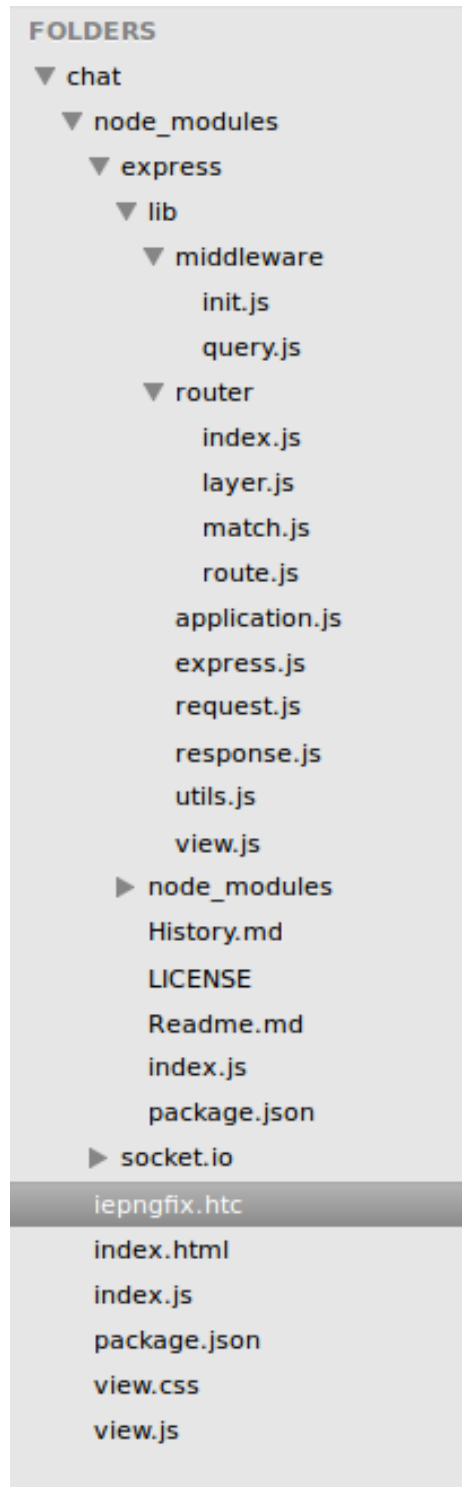 FOLDERS
chat
node_modules
express
lib
middleware
init.js
query.js
router
index.js
layer.js
match.js
route.js
application.js
express.js
request.js
response.js
utils.js
view.js
node_modules
History.md
LICENSE
Readme.md
index.js
package.json
socket.io
iepngfix.htc
index.html
index.js
package.json
view.css
view.js